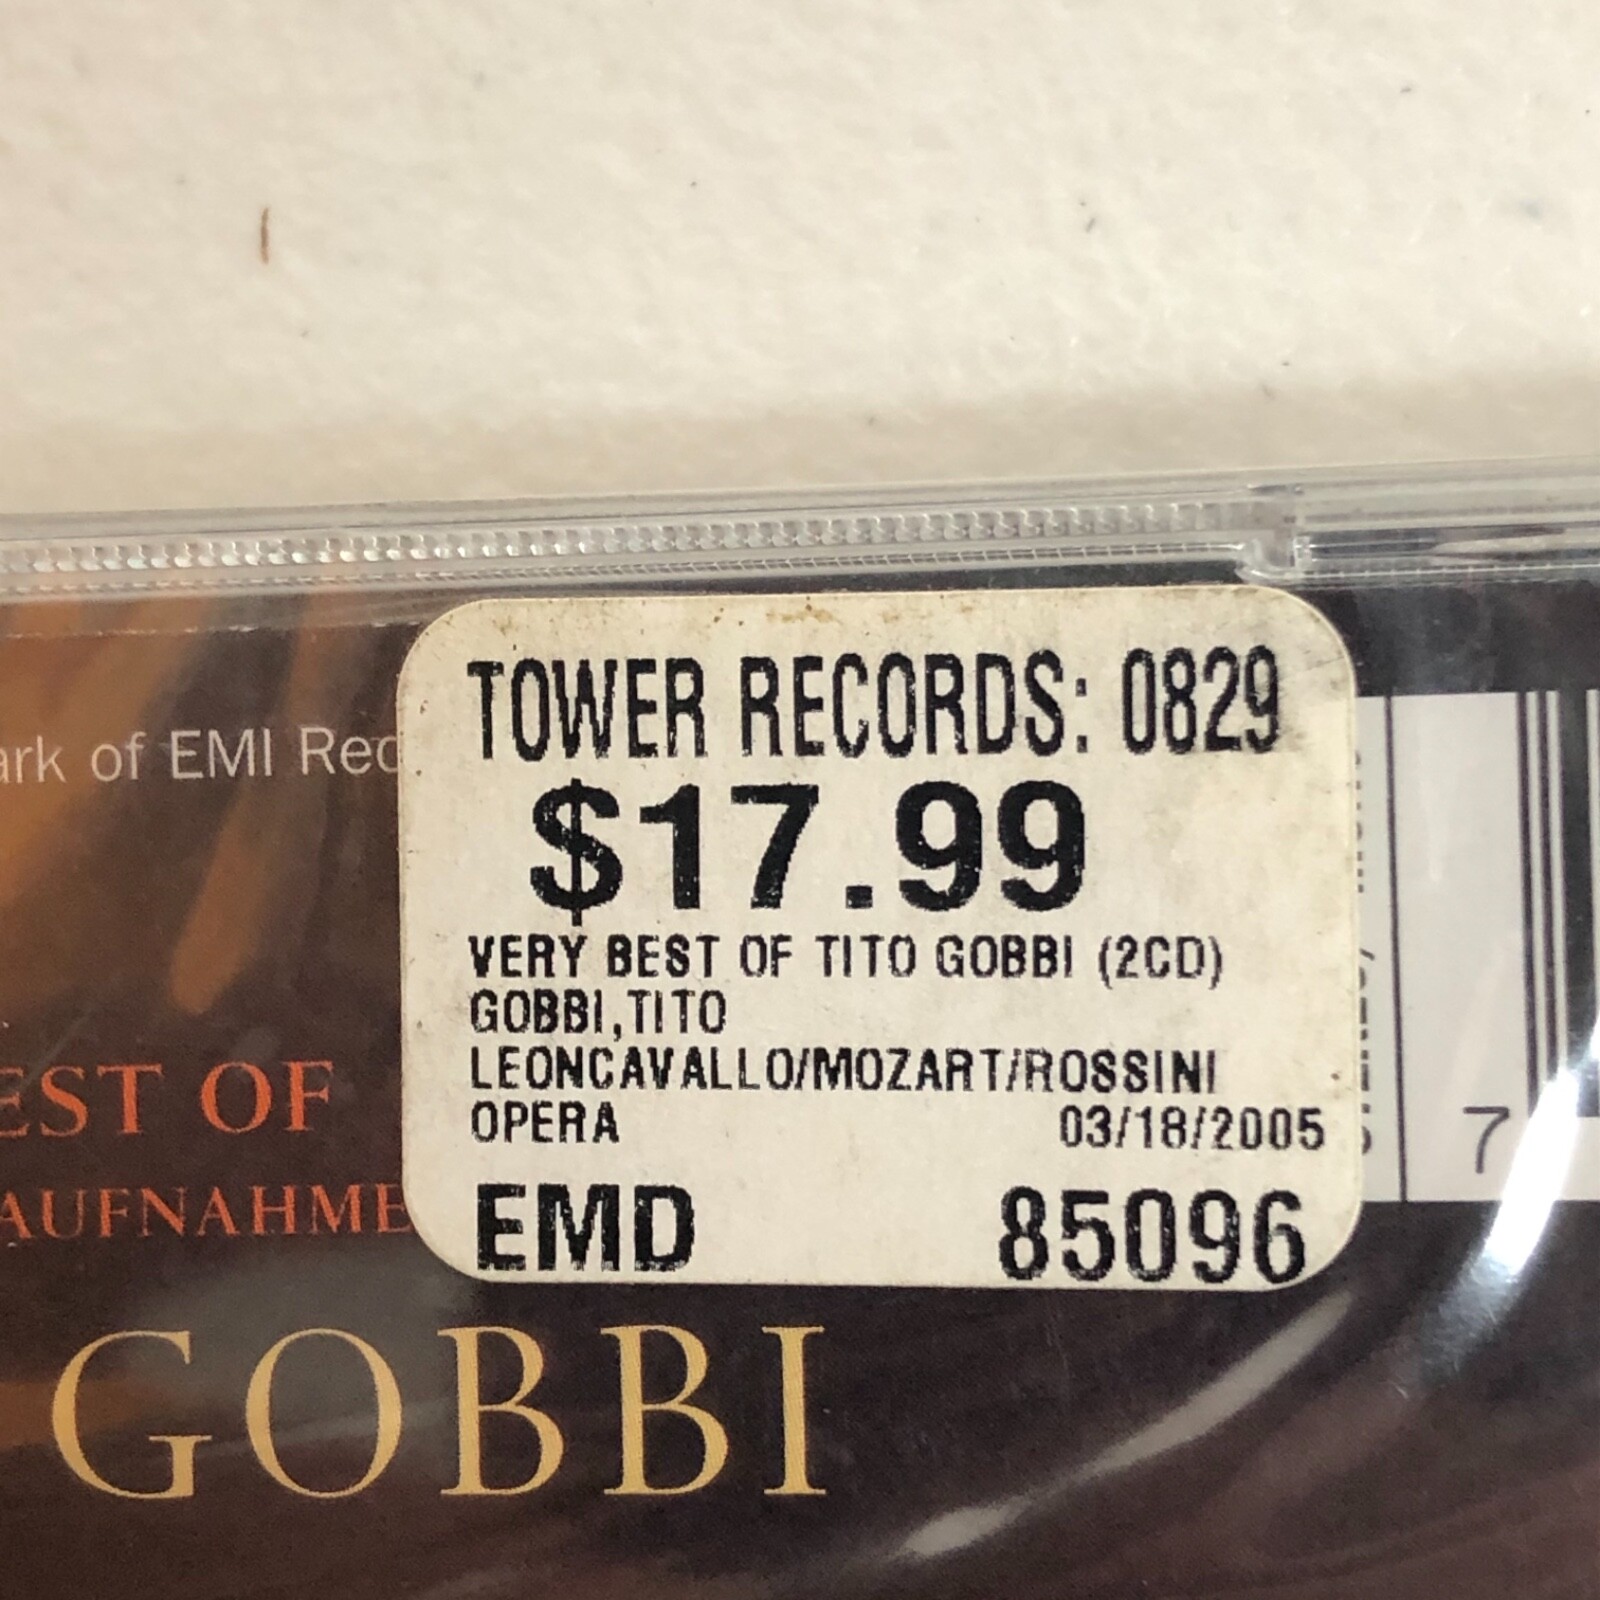 TOWER RECORDS: 0829
$17.99
VERY BEST OF TITO GOBBI (2CD)
GOBBI,TITO
LEONCAVALLO/MOZART/ROSSINI
OPERA 03/18/2005
EMD 85096
ark of EMI Rec
EST OF
AUFNAHME
GOBBI
7